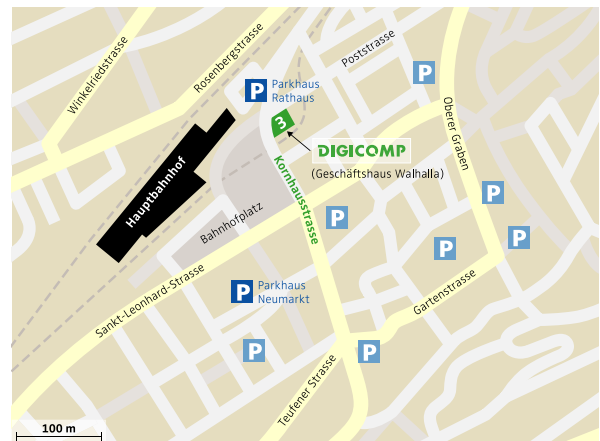 Winkelriedstrasse
Rosenbergstrasse
Poststrasse
P
P
Parkhaus
Rathaus
3
DIGICOMP
(Geschäftshaus Walhalla)
Oberer Graben
Hauptbahnhof
Kornhausstrasse
P
Bahnhofplatz
P
P
P
Sankt-Leonhard-Strasse
P
Parkhaus
Neumarkt
Gartenstrasse
P
P
Teufener Strasse
100 m